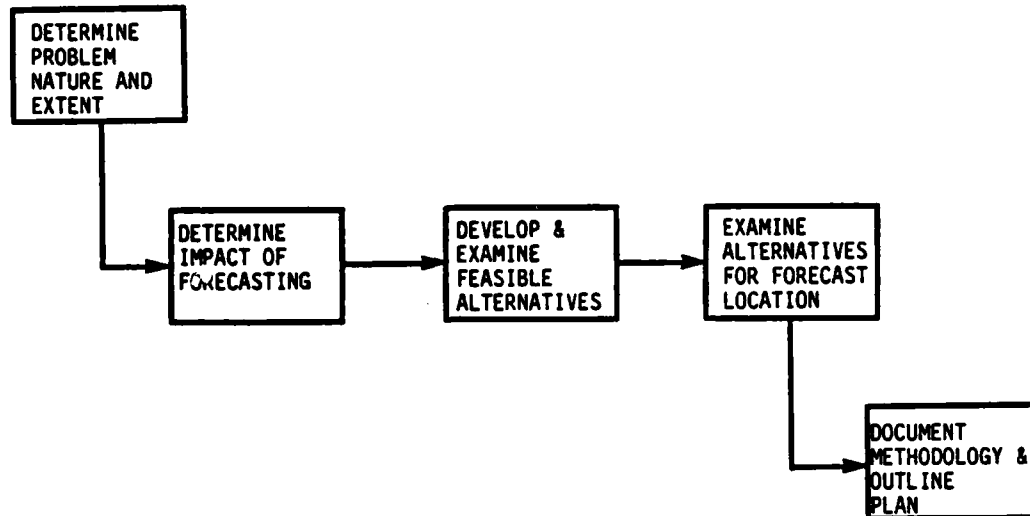 DETERMINE
PROBLEM
NATURE AND
EXTENT
DETERMINE
IMPACT OF
FORECASTING
DEVELOP &
EXAMINE
FEASIBLE
ALTERNATIVES
EXAMINE
ALTERNATIVES
FOR FORECAST
LOCATION
DOCUMENT
METHODOLOGY &
OUTLINE
PLAN